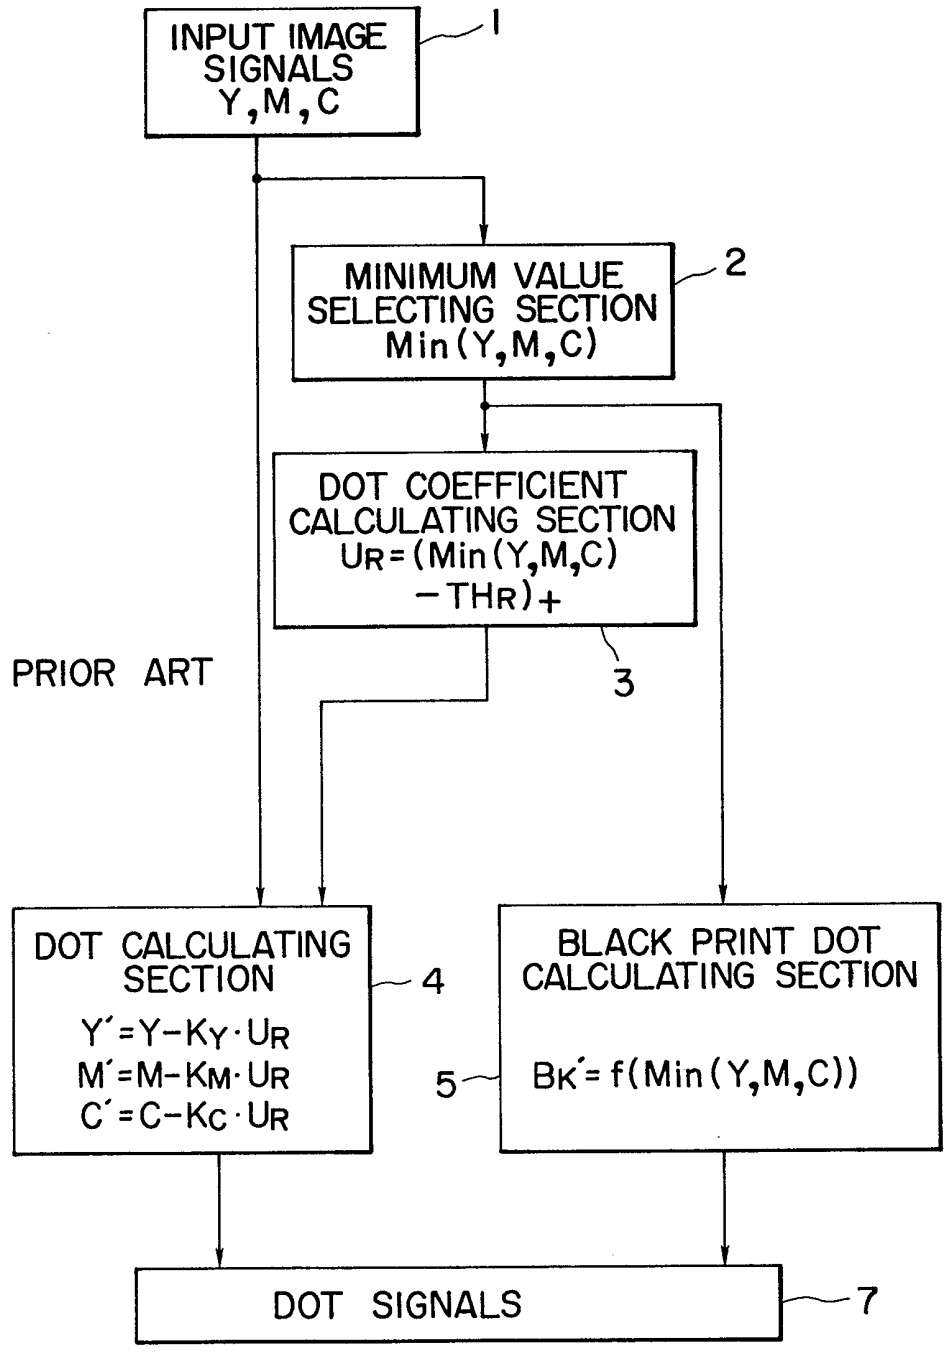 INPUT IMAGE
SIGNALS
Y, M, C
1
MINIMUM VALUE
SELECTING SECTION
Min(Y,M,C)
2
DOT COEFFICIENT
CALCULATING SECTION
UR=(Min(Y,M,C)
-THR)+
3
PRIOR ART
DOT CALCULATING
SECTION
Y'=Y-KY·UR
M'=M-KM·UR
C'=C-KC·UR
4
BLACK PRINT DOT
CALCULATING SECTION
BK'=f(Min(Y,M,C))
5
DOT SIGNALS
7